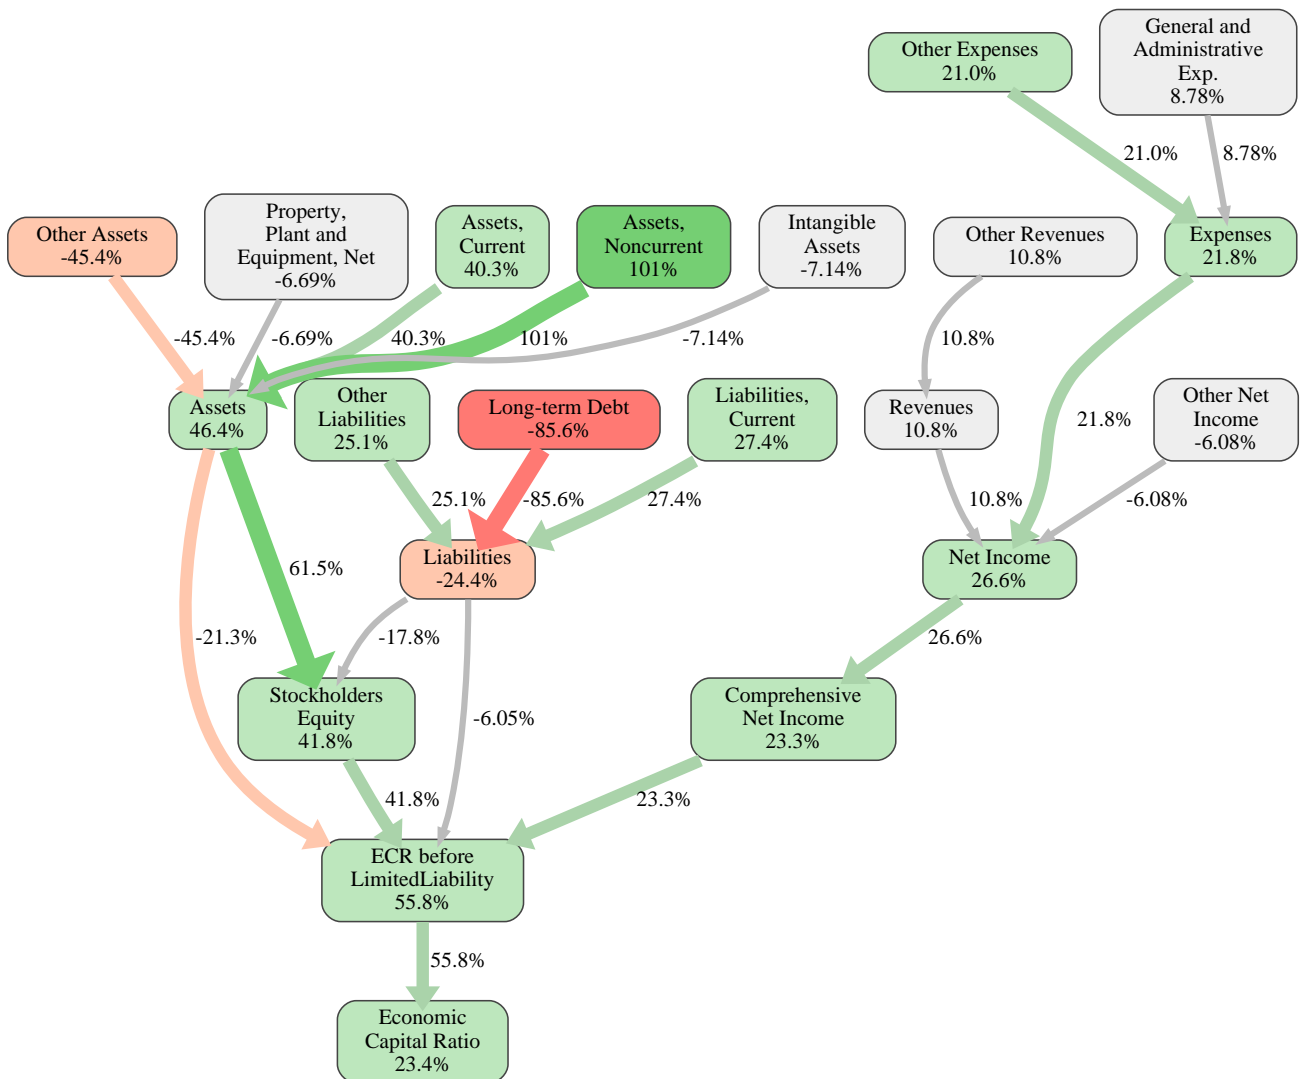 General and
Administrative
Exp.
8.78%
Other Expenses
21.0%
21.0%
8.78%
Other Assets
-45.4%
Property,
Plant and
Equipment, Net
-6.69%
Assets,
Current
40.3%
Assets,
Noncurrent
101%
Intangible
Assets
-7.14%
Other Revenues
10.8%
Expenses
21.8%
-45.4%
-6.69%
40.3%
101%
-7.14%
10.8%
Assets
46.4%
Other
Liabilities
25.1%
Long-term Debt
-85.6%
Liabilities,
Current
27.4%
Revenues
10.8%
21.8%
Other Net
Income
-6.08%
25.1%
-85.6%
27.4%
10.8%
-6.08%
61.5%
Liabilities
-24.4%
Net Income
26.6%
-21.3%
-17.8%
26.6%
Stockholders
Equity
41.8%
-6.05%
Comprehensive
Net Income
23.3%
41.8%
23.3%
ECR before
LimitedLiability
55.8%
55.8%
Economic
Capital Ratio
23.4%